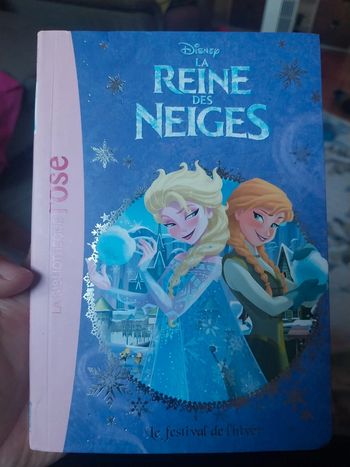 Disney
LA
REINE
DES
NEIGES
LA BIBLIOTHÈQUE rose
le festival de l'hiver